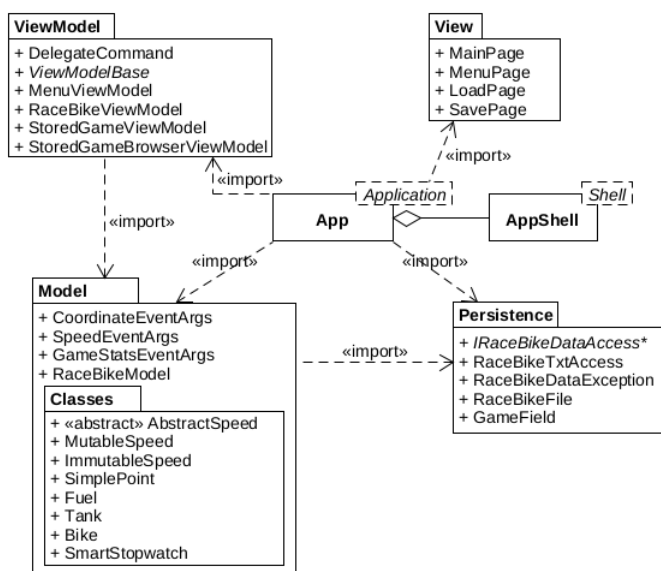 ViewModel
+ DelegateCommand
+ ViewModelBase
+ MenuViewModel
+ RaceBikeViewModel
+ StoredGameViewModel
+ StoredGameBrowserViewModel
View
+ MainPage
+ MenuPage
+ LoadPage
+ SavePage
«import»
«import»
«import»
Application
App
Shell
AppShell
«import»
«import»
Model
+ CoordinateEventArgs
+ SpeedEventArgs
+ GameStatsEventArgs
+ RaceBikeModel
Classes
+ «abstract» AbstractSpeed
+ MutableSpeed
+ ImmutableSpeed
+ SimplePoint
+ Fuel
+ Tank
+ Bike
+ SmartStopwatch
«import»
Persistence
+ IRaceBikeDataAccess*
+ RaceBikeTxtAccess
+ RaceBikeDataException
+ RaceBikeFile
+ GameField